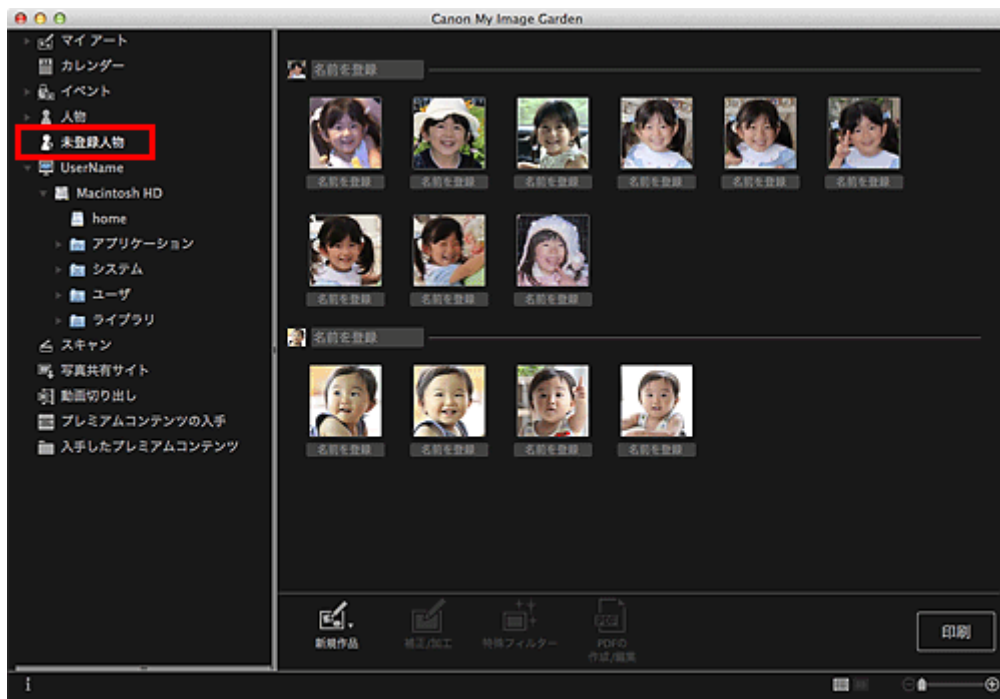 Canon My Image Garden
マイ アート
カレンダー
イベント
人物
未登録人物
UserName
Macintosh HD
home
アプリケーション
システム
ユーザ
ライブラリ
スキャン
写真共有サイト
動画切り出し
プレミアムコンテンツの入手
入手したプレミアムコンテンツ
名前を登録
名前を登録 名前を登録 名前を登録 名前を登録 名前を登録 名前を登録
名前を登録 名前を登録 名前を登録
名前を登録
名前を登録 名前を登録 名前を登録 名前を登録
新規作品
補正/加工
特殊フィルター
PDF
PDFの
作成/編集
印刷